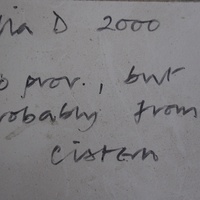 ia D 2000
o prov., but
robably from
cistern